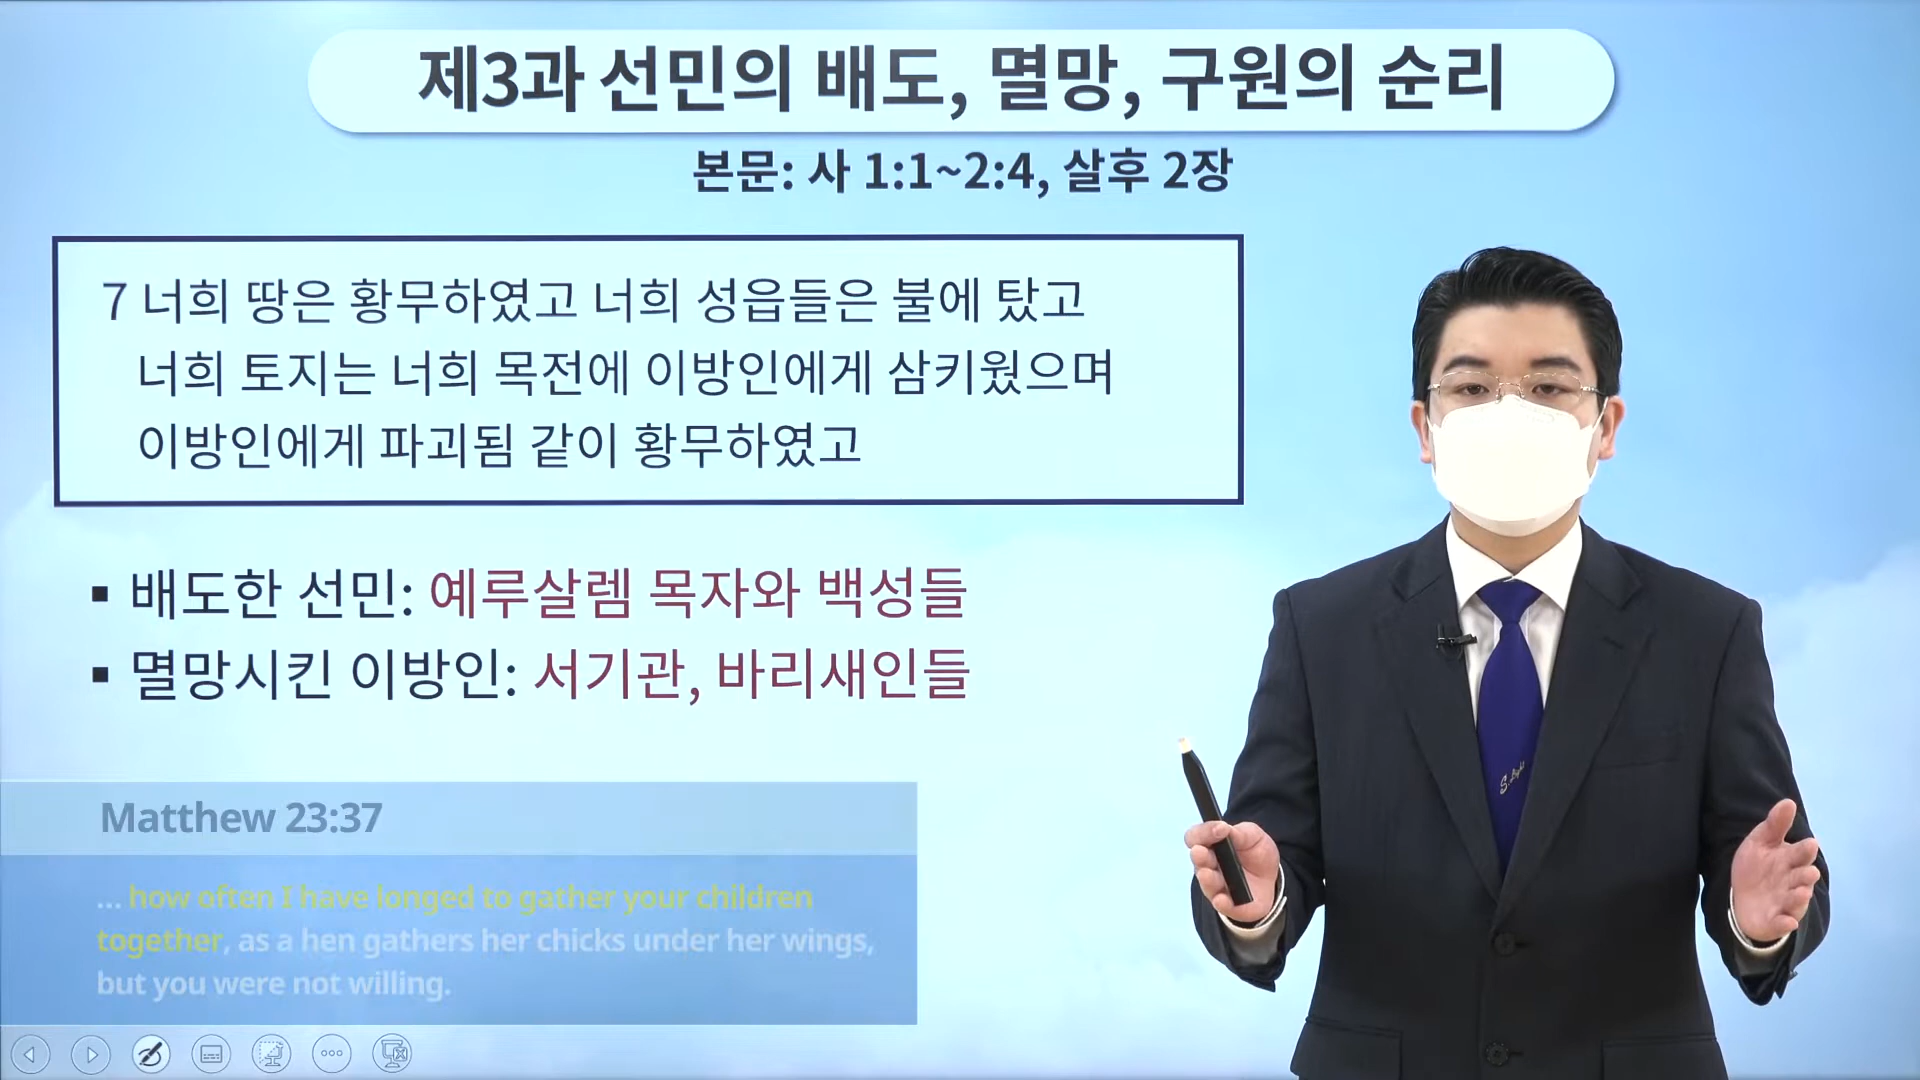 제3과 선민의 배도, 멸망, 구원의 순리
본문: 사 1:1~2:4, 살후 2장
7 너희 땅은 황무하였고 너희 성읍들은 불에 탔고
너희 토지는 너희 목전에 이방인에게 삼키웠으며
이방인에게 파괴됨 같이 황무하였고
▪ 배도한 선민: 예루살렘 목자와 백성들
▪ 멸망시킨 이방인: 서기관, 바리새인들
Matthew 23:37
... how often I have longed to gather your children
together, as a hen gathers her chicks under her wings,
but you were not willing.